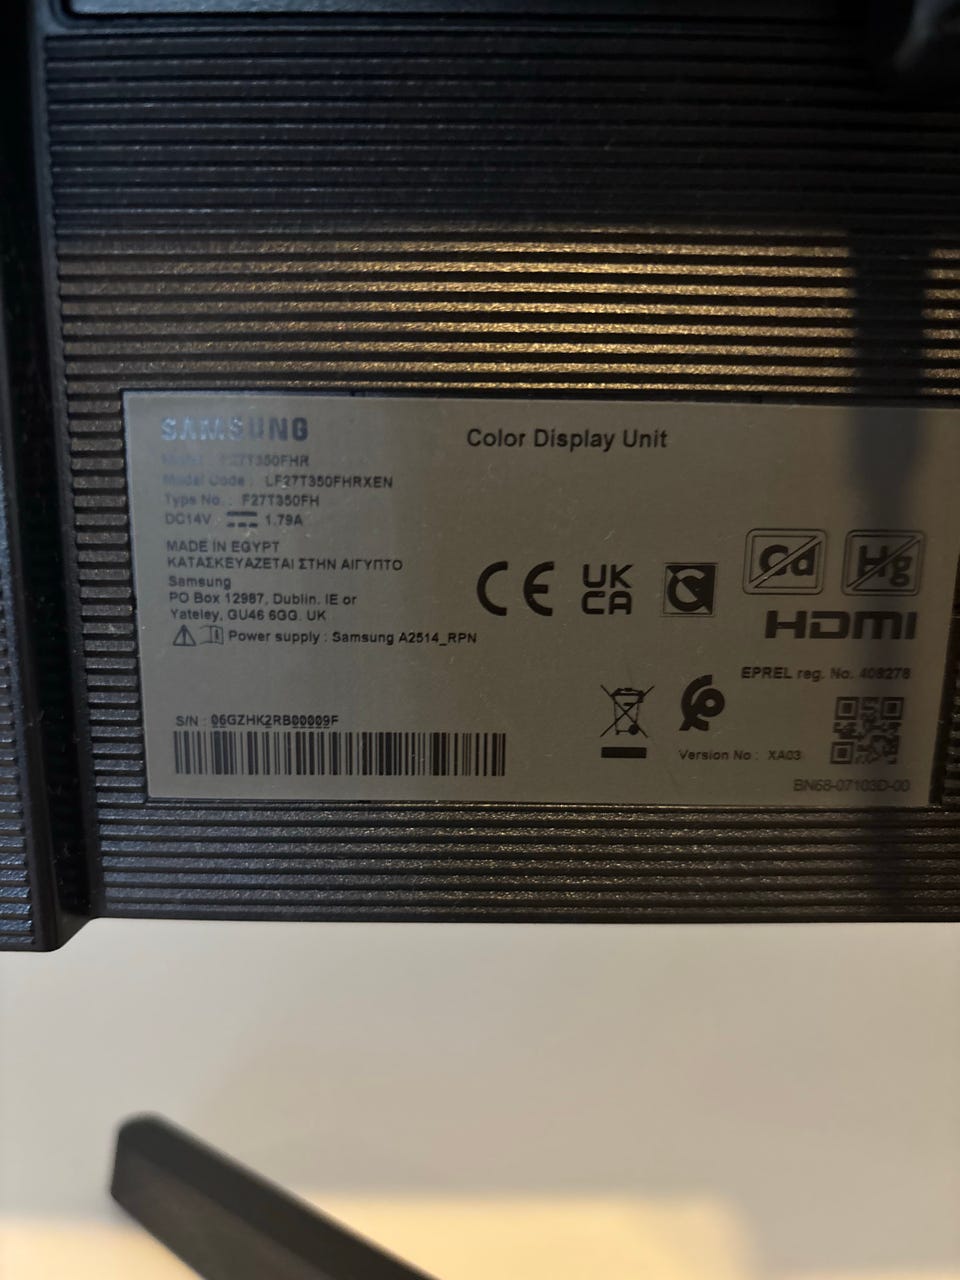 SAMSUNG
Color Display Unit
Model : F27T350FHR
Model Code : LF27T350FHRXEN
Type No. : F27T350FH
DC14V 1.79A
MADE IN EGYPT
ΚΑΤΑΣΚΕΥΑΖΕΤΑΙ ΣΤΗΝ ΑΙΓΥΠΤΟ
Samsung
PO Box 12987, Dublin. IE or
Yateley, GU46 6GG. UK
Power supply : Samsung A2514_RPN
CE
UK
CA
Cd
Hg
HDMI
EPREL reg. No. 408278
S/N : 06GZHK2RB00009F
Version No : XA03
BN68-07103D-00